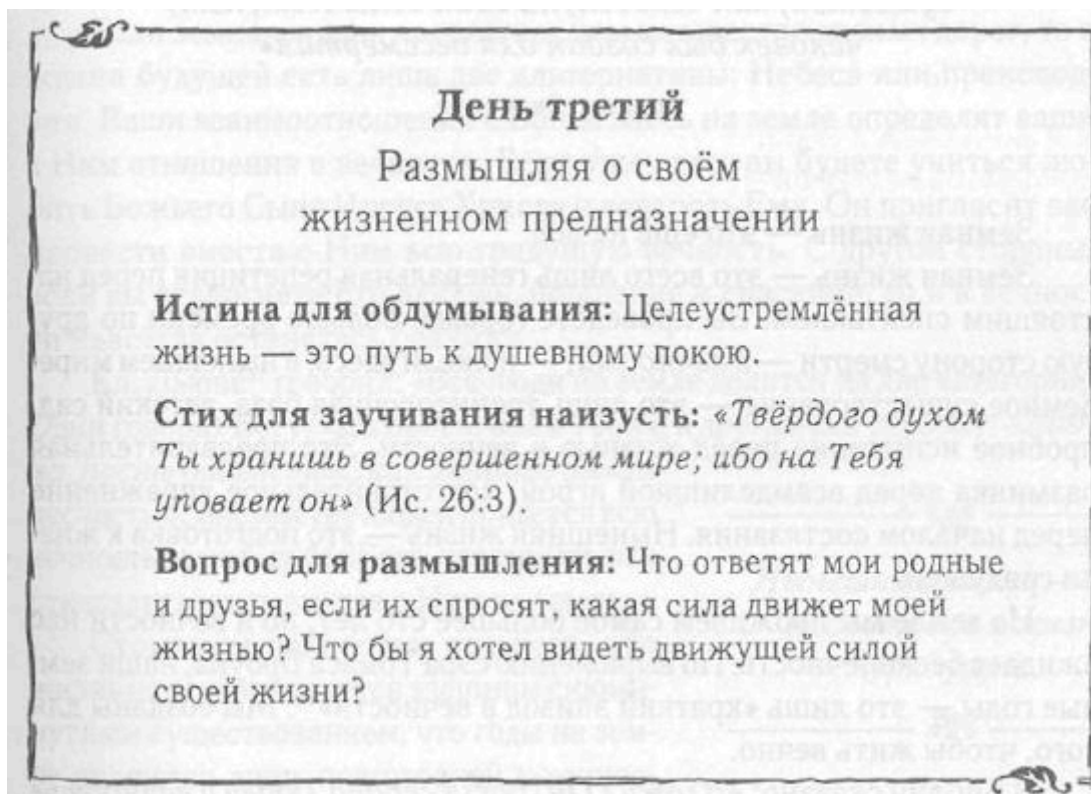 День третий
Размышляя о своём
жизненном предназначении
Истина для обдумывания: Целеустремлённая
жизнь — это путь к душевному покою.
Стих для заучивания наизусть: «Твёрдого духом
Ты хранишь в совершенном мире; ибо на Тебя
уповает он» (Ис. 26:3).
Вопрос для размышления: Что ответят мои родные
и друзья, если их спросят, какая сила движет моей
жизнью? Что бы я хотел видеть движущей силой
своей жизни?